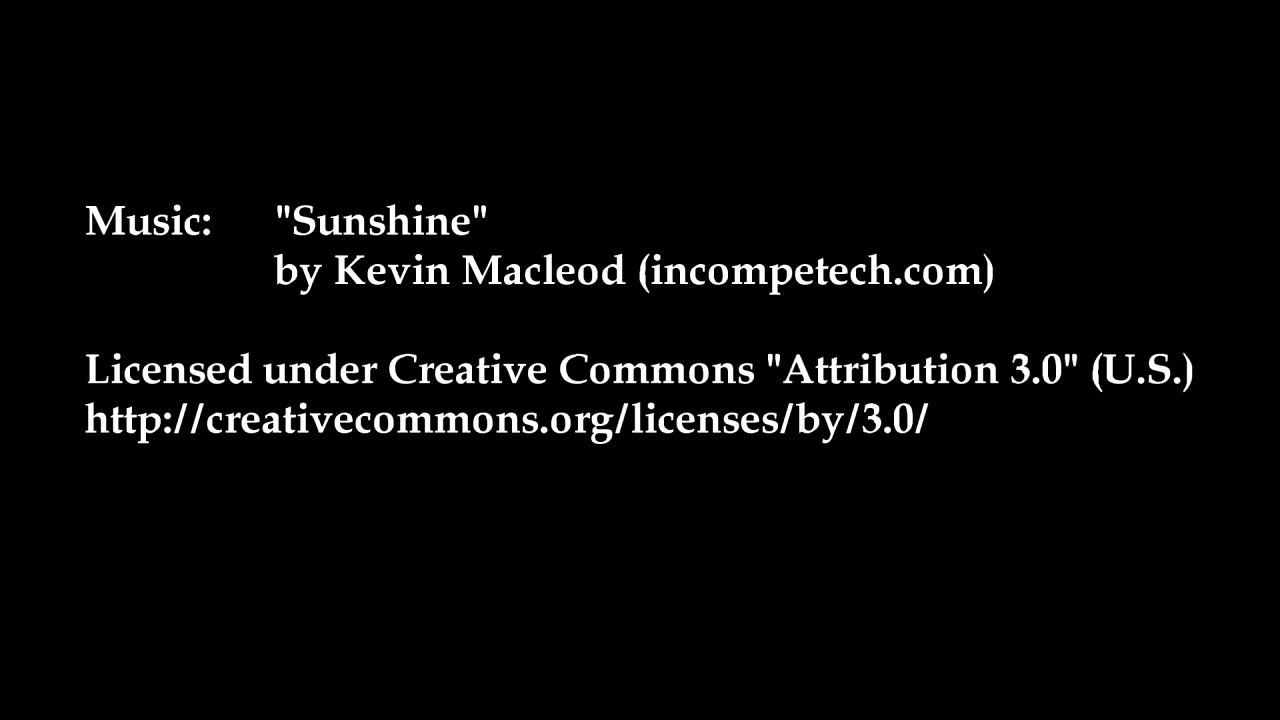 Music: "Sunshine"
by Kevin Macleod (incompetech.com)
Licensed under Creative Commons "Attribution 3.0" (U.S.)
http://creativecommons.org/licenses/by/3.0/